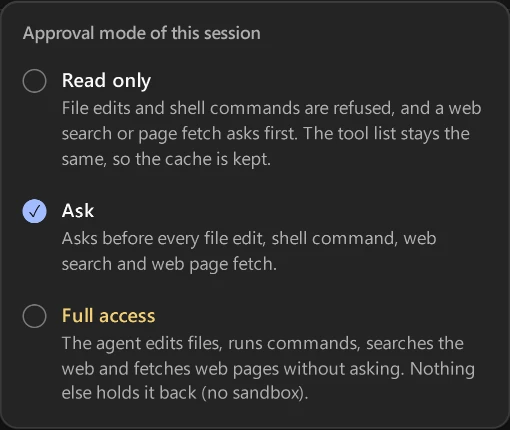 Approval mode of this session
Read only
File edits and shell commands are refused, and a web
search or page fetch asks first. The tool list stays the
same, so the cache is kept.
Ask
Asks before every file edit, shell command, web
search and web page fetch.
Full access
The agent edits files, runs commands, searches the
web and fetches web pages without asking. Nothing
else holds it back (no sandbox).